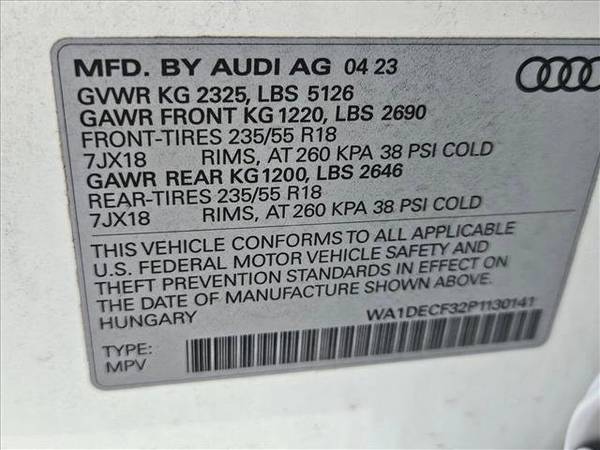 MFD. BY AUDI AG 04 23
GVWR KG 2325, LBS 5126
GAWR FRONT KG 1220, LBS 2690
FRONT-TIRES 235/55 R18
7JX18 RIMS, AT 260 KPA 38 PSI COLD
GAWR REAR KG 1200, LBS 2646
REAR-TIRES 235/55 R18
7JX18 RIMS, AT 260 KPA 38 PSI COLD
THIS VEHICLE CONFORMS TO ALL APPLICABLE
U.S. FEDERAL MOTOR VEHICLE SAFETY AND
THEFT PREVENTION STANDARDS IN EFFECT
ON DATE OF MANUFACTURE SHOWN ABOVE.
HUNGARY WA1DECF32P1130141
TYPE:
MPV